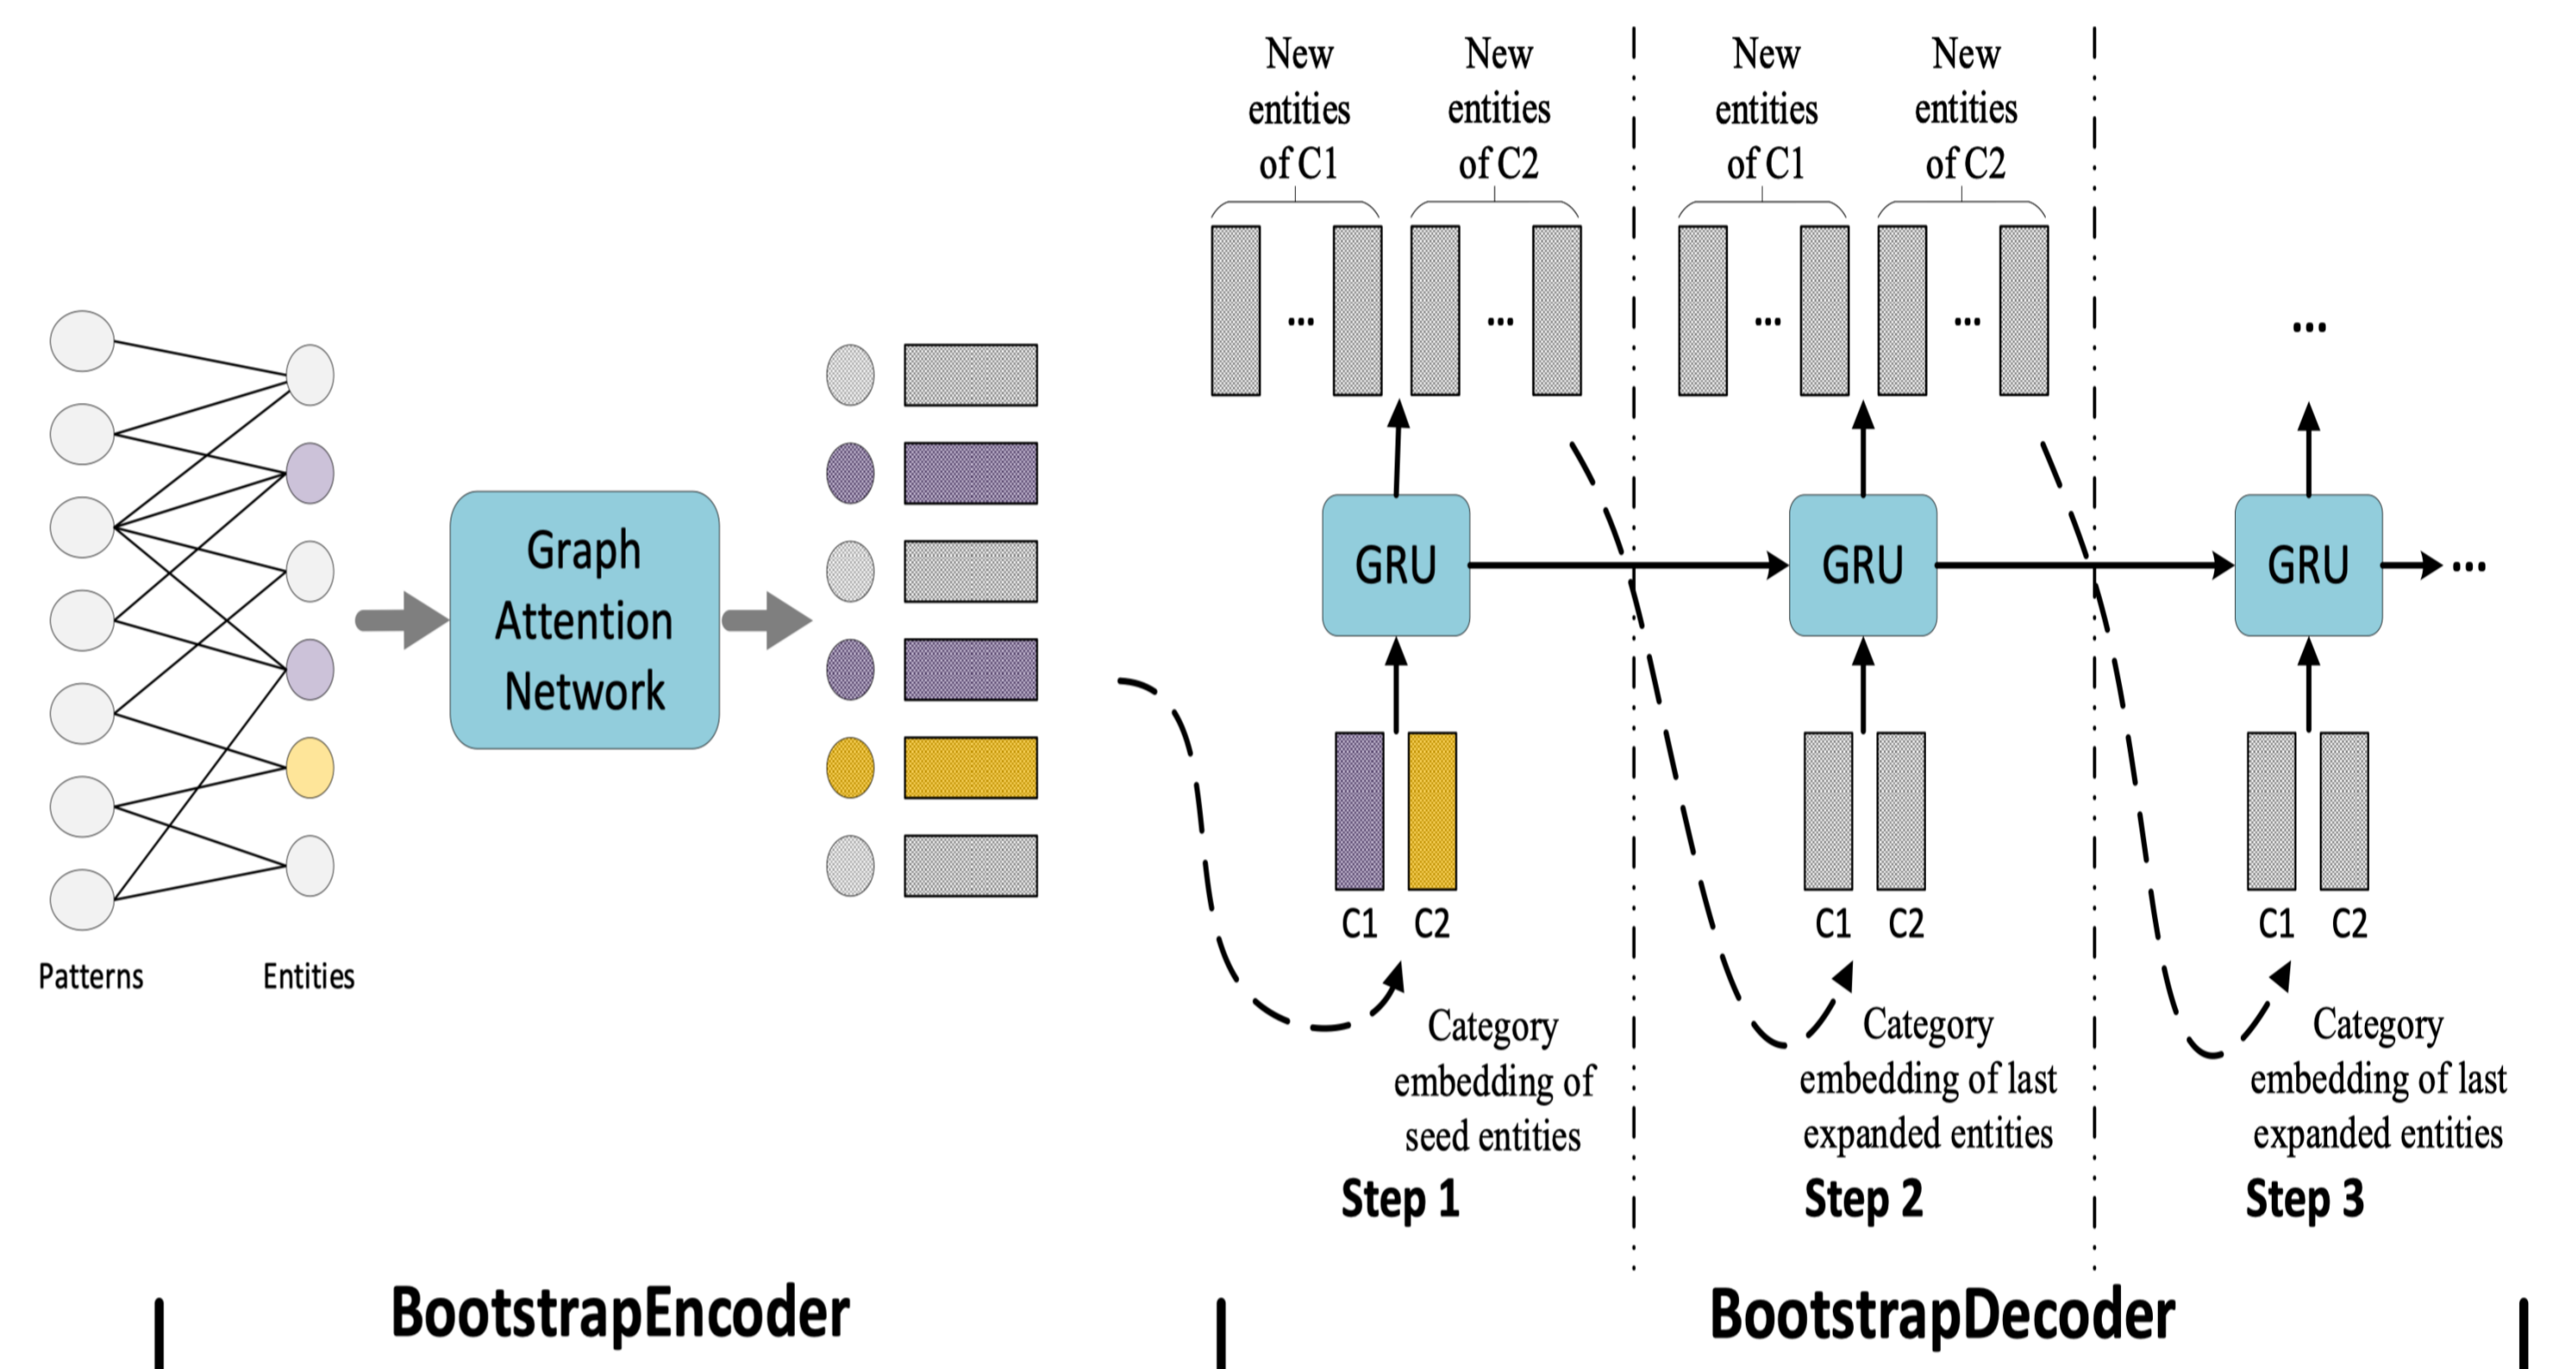 New
entities
of C1
New
entities
of C2
New
entities
of C1
New
entities
of C2
...
...
...
...
...
Graph
Attention
Network
GRU
GRU
GRU
...
Patterns
Entities
C1
C2
C1
C2
C1
C2
Category
embedding of
seed entities
Category
embedding of last
expanded entities
Category
embedding of last
expanded entities
Step 1
Step 2
Step 3
BootstrapEncoder
BootstrapDecoder